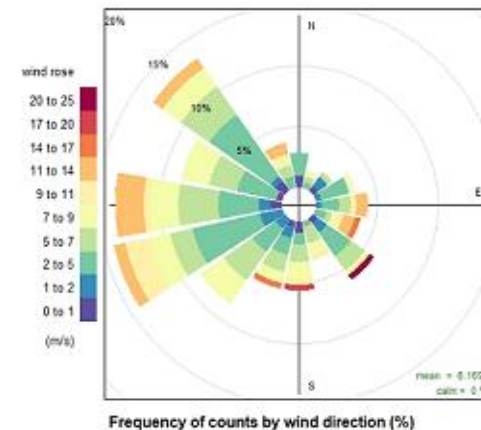 20%
N
15%
wind rose
20 to 25
17 to 20
10%
14 to 17
11 to 14
5%
9 to 11
7 to 9
E
5 to 7
2 to 5
1 to 2
0 to 1
(m/s)
mean =
S
calm =
Frequency of counts by wind direction (%)